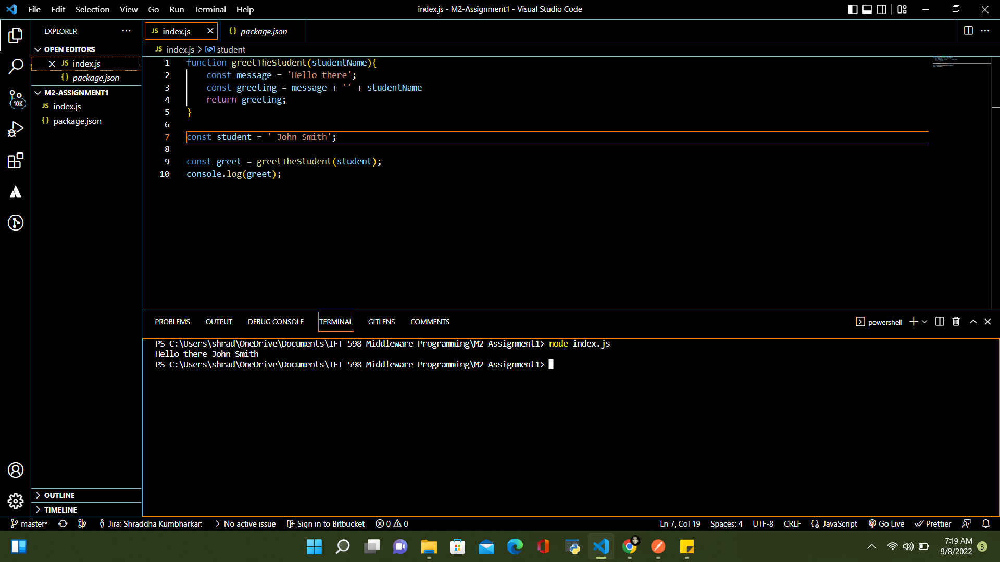 File Edit Selection View Go Run Terminal Help
index.js - M2-Assignment1 - Visual Studio Code
EXPLORER
OPEN EDITORS
JS index.js
{} package.json
M2-ASSIGNMENT1
JS index.js
{} package.json
10K
OUTLINE
TIMELINE
JS index.js
{} package.json
JS index.js > student
1 function greetTheStudent(studentName){
2 const message = 'Hello there';
3 const greeting = message + '' + studentName
4 return greeting;
5 }
6
7 const student = ' John Smith';
8
9 const greet = greetTheStudent(student);
10 console.log(greet);
PROBLEMS OUTPUT DEBUG CONSOLE TERMINAL GITLENS COMMENTS
powershell
PS C:\Users\shrad\OneDrive\Documents\IFT 598 Middleware Programming\M2-Assignment1> node index.js
Hello there John Smith
PS C:\Users\shrad\OneDrive\Documents\IFT 598 Middleware Programming\M2-Assignment1>
master* Jira: Shraddha Kumbharkar: > No active issue Sign in to Bitbucket 0 0 Ln 7, Col 19 Spaces: 4 UTF-8 CRLF {} JavaScript Go Live Prettier
7:19 AM
9/8/2022
3